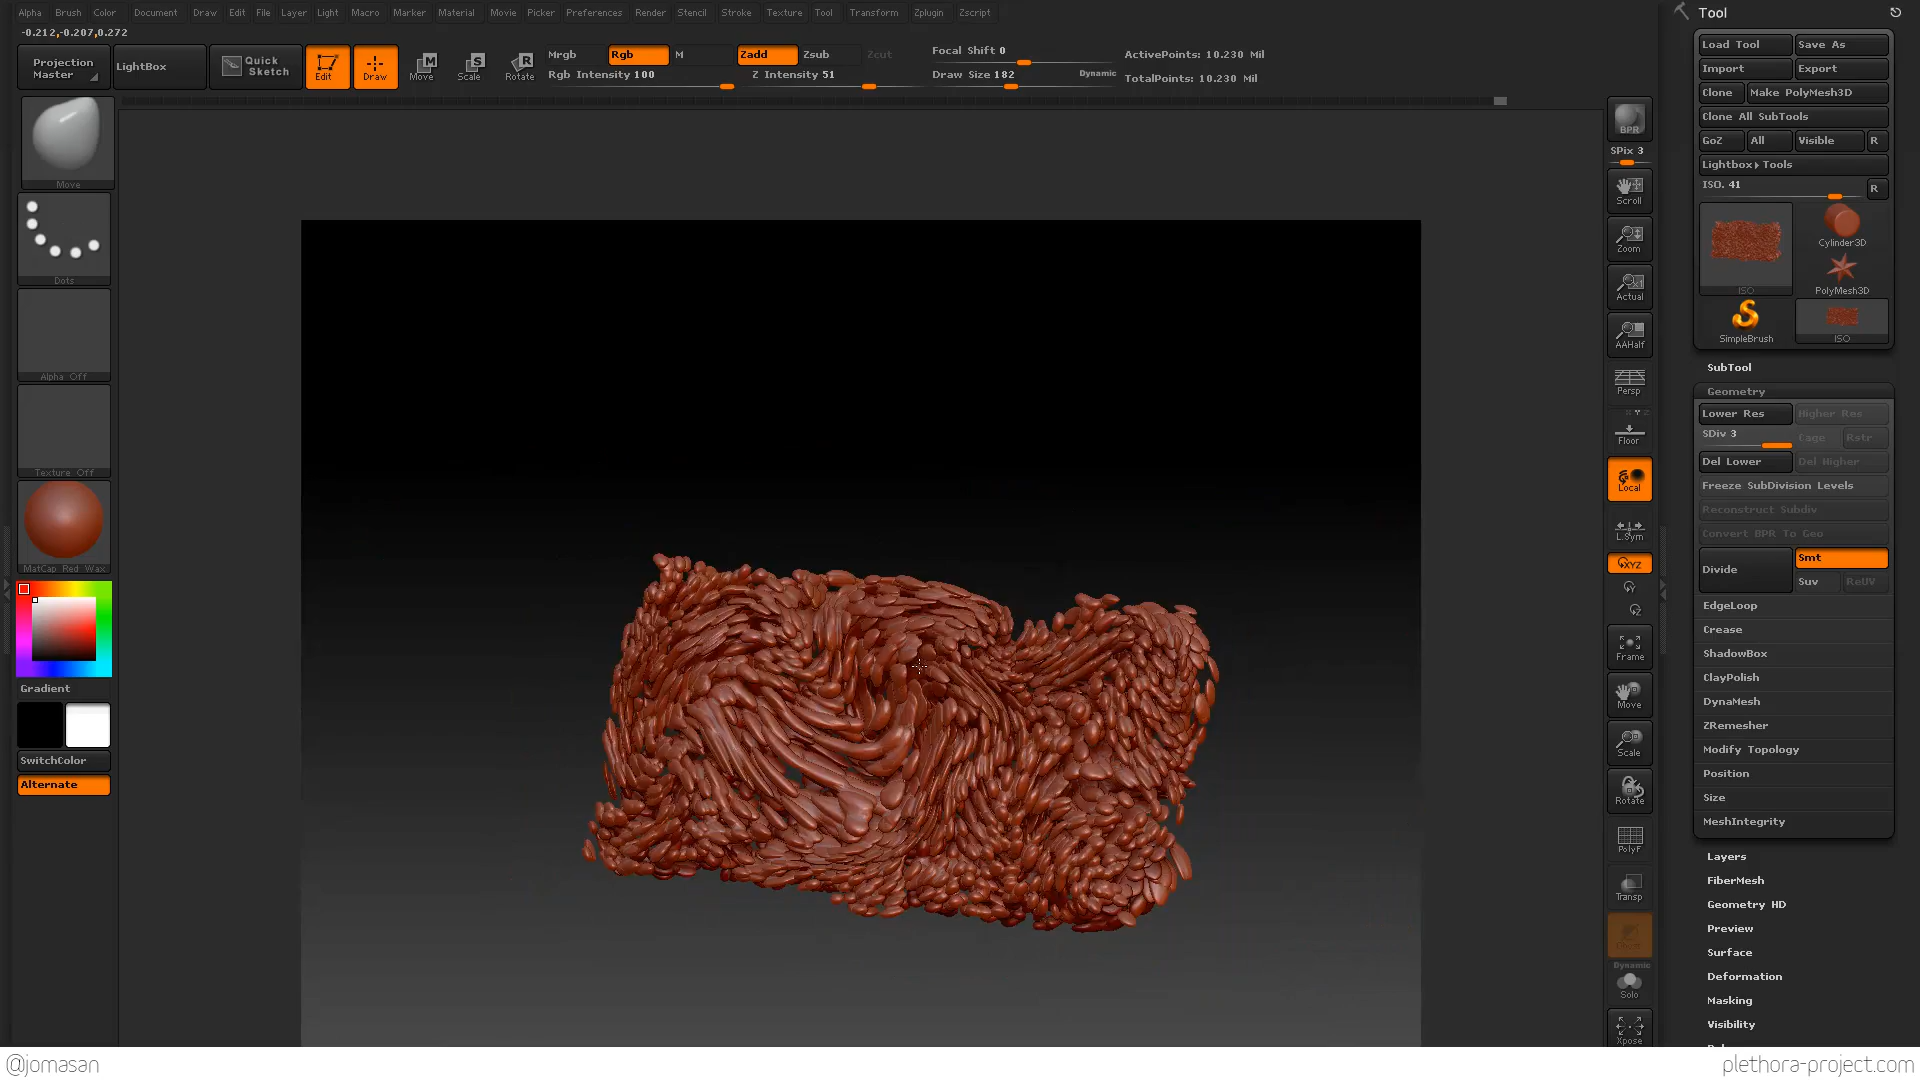 Alpha Brush Color Document Draw Edit File Layer Light Macro Marker Material Movie Picker Preferences Render Stencil Stroke Texture Tool Transform Zplugin Zscript
-0.212,-0.207,0.272
Projection Master
LightBox
Quick Sketch
Edit
Draw
Move
Scale
Rotate
Mrgb Rgb M
Rgb Intensity 100
Zadd Zsub Zcut
Z Intensity 51
Focal Shift 0
Draw Size 182
Dynamic
ActivePoints: 10.230 Mil
TotalPoints: 10.230 Mil
Move
Dots
Alpha Off
Texture Off
MatCap Red Wax
Gradient
SwitchColor
Alternate
BPR
SPix 3
Scroll
Zoom
Actual
AAHalf
Persp
Floor
Local
L.Sym
XYZ
Frame
Move
Scale
Rotate
PolyF
Transp
Dynamic
Solo
Xpose
Tool
Load Tool Save As
Import Export
Clone Make PolyMesh3D
Clone All SubTools
GoZ All Visible R
Lightbox▸Tools
ISO. 41 R
ISO
Cylinder3D
PolyMesh3D
SimpleBrush
ISO
SubTool
Geometry
Lower Res Higher Res
SDiv 3 Cage Rstr
Del Lower Del Higher
Freeze SubDivision Levels
Reconstruct Subdiv
Convert BPR To Geo
Divide
Smt
Suv ReUV
EdgeLoop
Crease
ShadowBox
ClayPolish
DynaMesh
ZRemesher
Modify Topology
Position
Size
MeshIntegrity
Layers
FiberMesh
Geometry HD
Preview
Surface
Deformation
Masking
Visibility
@jomasan
plethora-project.com